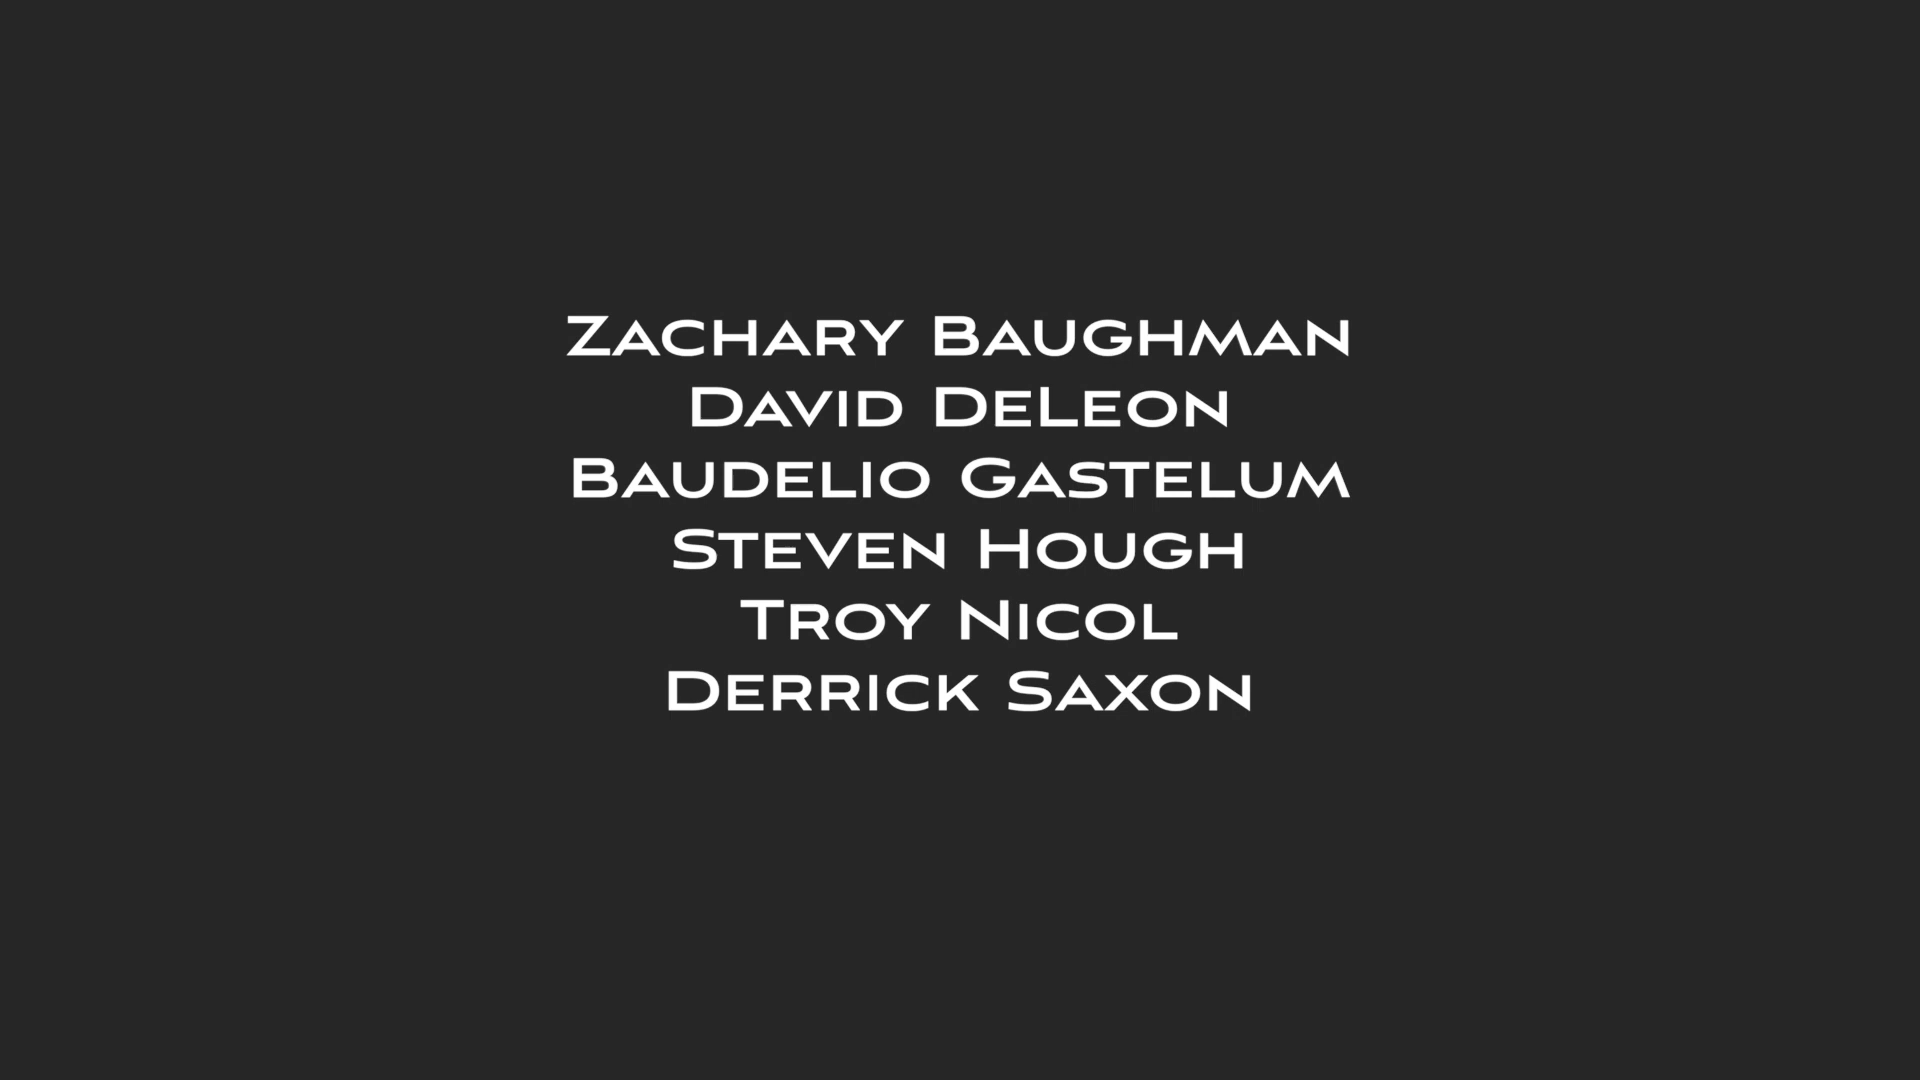 Zachary Baughman
David DeLeon
Baudelio Gastelum
Steven Hough
Troy Nicol
Derrick Saxon